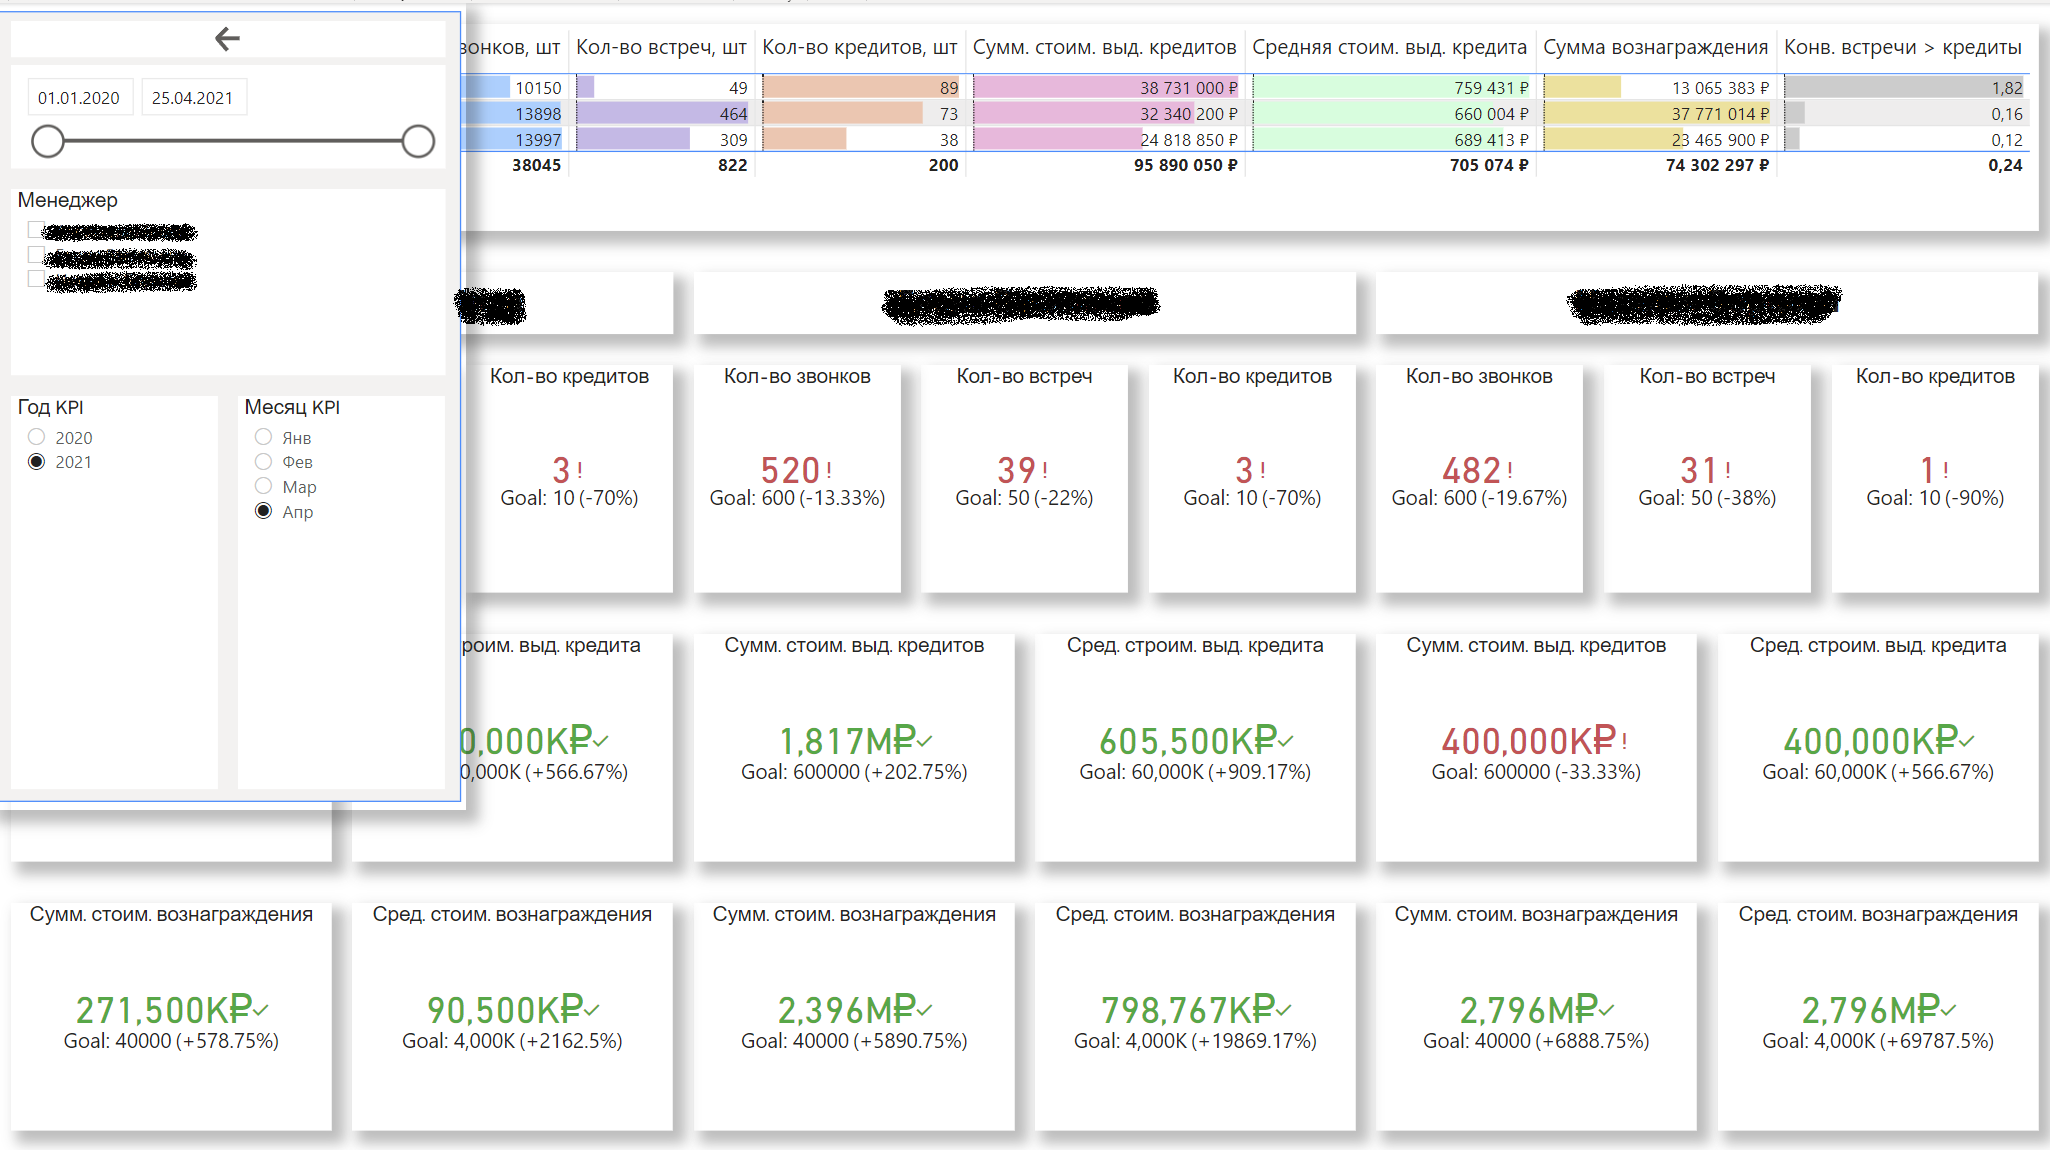 01.01.2020 25.04.2021
Менеджер
Год KPI
2020
2021
Месяц KPI
Янв
Фев
Мар
Апр
звонков, шт Кол-во встреч, шт Кол-во кредитов, шт Сумм. стоим. выд. кредитов Средняя стоим. выд. кредита Сумма вознаграждения Конв. встречи > кредиты
10150 49 89 38 731 000 ₽ 759 431 ₽ 13 065 383 ₽ 1,82
13898 464 73 32 340 200 ₽ 660 004 ₽ 37 771 014 ₽ 0,16
13997 309 38 24 818 850 ₽ 689 413 ₽ 23 465 900 ₽ 0,12
38045 822 200 95 890 050 ₽ 705 074 ₽ 74 302 297 ₽ 0,24
Кол-во кредитов
3!
Goal: 10 (-70%)
Кол-во звонков
520!
Goal: 600 (-13.33%)
Кол-во встреч
39!
Goal: 50 (-22%)
Кол-во кредитов
3!
Goal: 10 (-70%)
Кол-во звонков
482!
Goal: 600 (-19.67%)
Кол-во встреч
31!
Goal: 50 (-38%)
Кол-во кредитов
1!
Goal: 10 (-90%)
роим. выд. кредита
0,000K₽
0,000K (+566.67%)
Сумм. стоим. выд. кредитов
1,817M₽
Goal: 600000 (+202.75%)
Сред. строим. выд. кредита
605,500K₽
Goal: 60,000K (+909.17%)
Сумм. стоим. выд. кредитов
400,000K₽!
Goal: 600000 (-33.33%)
Сред. строим. выд. кредита
400,000K₽
Goal: 60,000K (+566.67%)
Сумм. стоим. вознаграждения
271,500K₽
Goal: 40000 (+578.75%)
Сред. стоим. вознаграждения
90,500K₽
Goal: 4,000K (+2162.5%)
Сумм. стоим. вознаграждения
2,396M₽
Goal: 40000 (+5890.75%)
Сред. стоим. вознаграждения
798,767K₽
Goal: 4,000K (+19869.17%)
Сумм. стоим. вознаграждения
2,796M₽
Goal: 40000 (+6888.75%)
Сред. стоим. вознаграждения
2,796M₽
Goal: 4,000K (+69787.5%)